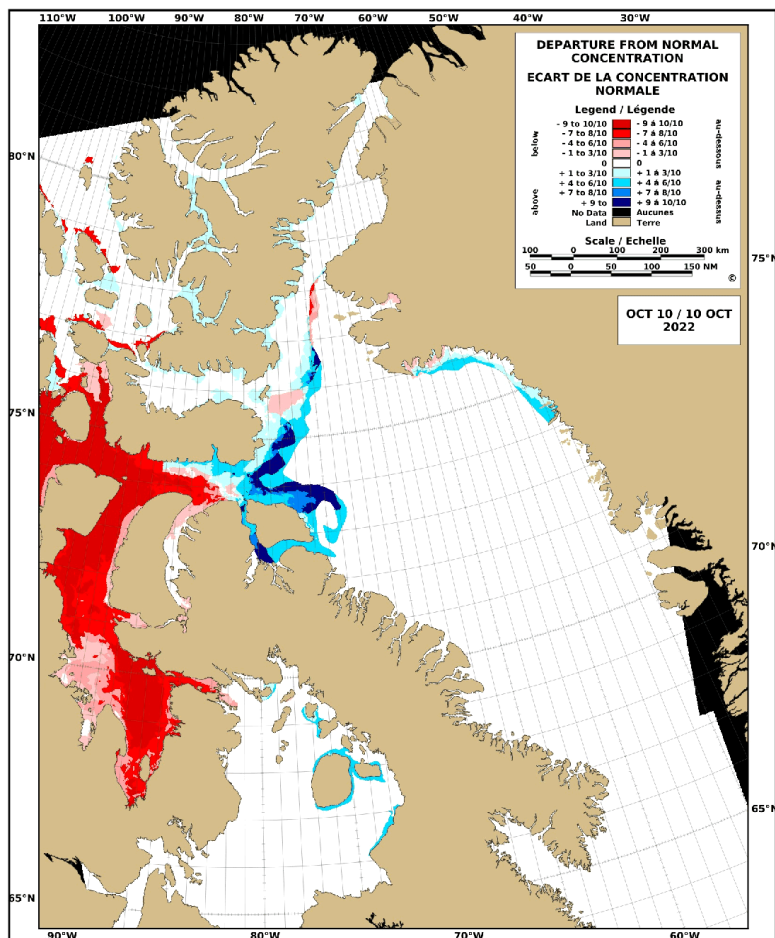 110°W 100°W 90°W 80°W 70°W 60°W 50°W 40°W 30°W
DEPARTURE FROM NORMAL
CONCENTRATION
ECART DE LA CONCENTRATION
NORMALE
Legend / Légende
below
- 9 to 10/10 - 9 à 10/10
- 7 to 8/10 - 7 à 8/10
- 4 to 6/10 - 4 à 6/10
- 1 to 3/10 - 1 à 3/10
au-dessous
0 0
above
+ 1 to 3/10 + 1 à 3/10
+ 4 to 6/10 + 4 à 6/10
+ 7 to 8/10 + 7 à 8/10
+ 9 to + 9 à 10/10
au-dessus
No Data Aucunes
Land Terre
Scale / Echelle
100 0 100 200 300 km
50 0 50 100 150 NM
©
OCT 10 / 10 OCT
2022
80°N
75°N
75°N
70°N
70°N
65°N
65°N
90°W 80°W 70°W 60°W